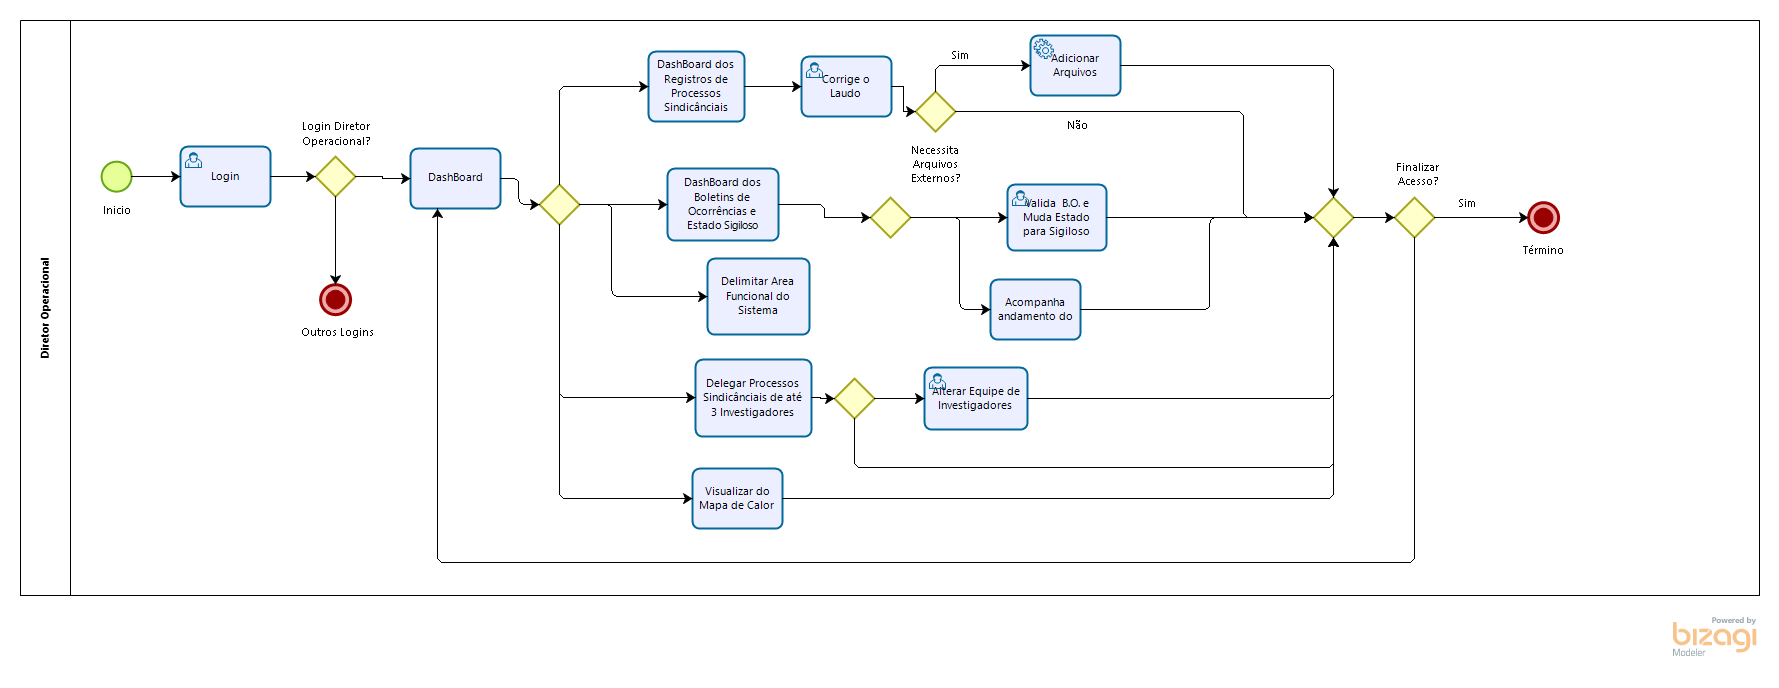 Diretor Operacional
Inicio
Login
Login Diretor
Operacional?
Outros Logins
DashBoard
DashBoard dos
Registros de
Processos
Sindicânciais
Corrige o
Laudo
Necessita
Arquivos
Externos?
Sim
Não
Adicionar
Arquivos
DashBoard dos
Boletins de
Ocorrências e
Estado Sigiloso
Valida B.O. e
Muda Estado
para Sigiloso
Acompanha
andamento do
Delimitar Area
Funcional do
Sistema
Delegar Processos
Sindicânciais de até
3 Investigadores
Alterar Equipe de
Investigadores
Visualizar do
Mapa de Calor
Finalizar
Acesso?
Sim
Término
Powered by
bizagi
Modeler